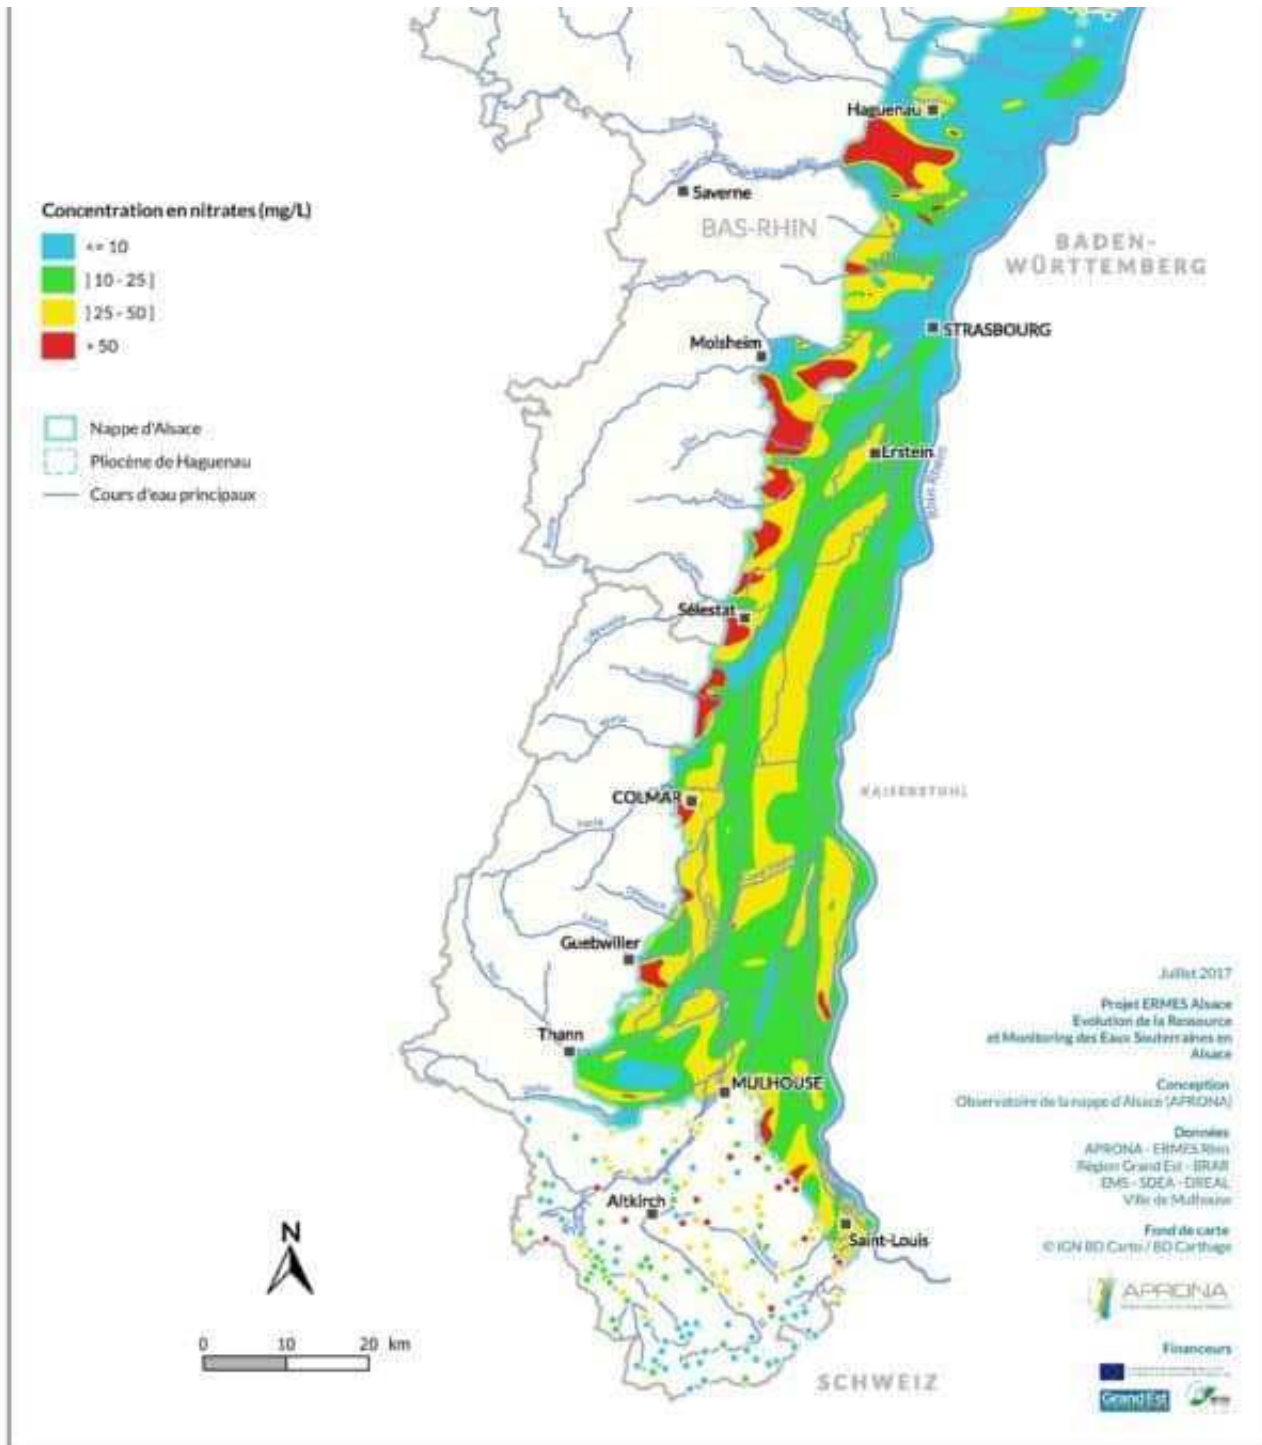 Haguenau
Saverne
BAS-RHIN
BADEN-
WÜRTTEMBERG
Concentration en nitrates (mg/L)
<= 10
] 10 - 25 ]
] 25 - 50 ]
> 50
STRASBOURG
Molsheim
Nappe d'Alsace
Pliocène de Haguenau
Cours d'eau principaux
Erstein
Sélestat
KAISERSTUHL
COLMAR
Guebwiller
Thann
MULHOUSE
Altkirch
Saint-Louis
SCHWEIZ
N
0 10 20 km
Juillet 2017
Projet ERMES Alsace
Evolution de la Ressource
et Monitoring des Eaux Souterraines en
Alsace
Conception
Observatoire de la nappe d'Alsace (APRONA)
Données
APRONA - ERMES Rhin
Région Grand Est - BRAR
EMS - SDEA - DREAL
Ville de Mulhouse
Fond de carte
© IGN BD Carto / BD Carthage
APRONA
Financeurs
Grand Est